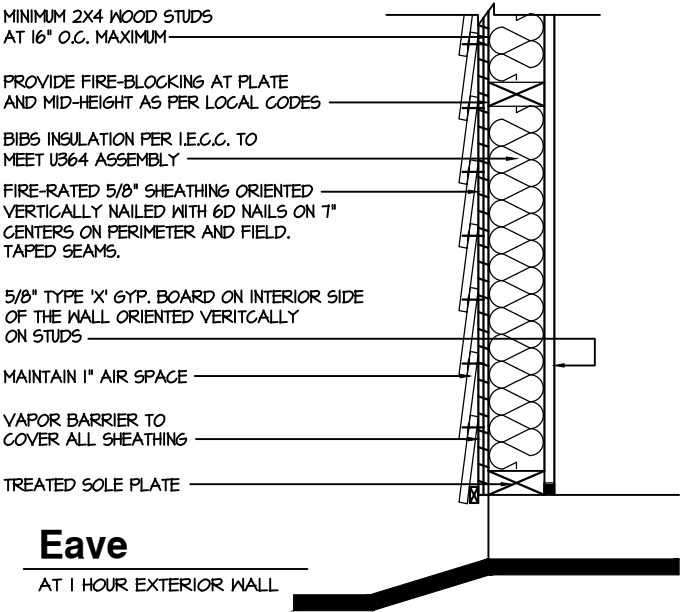 MINIMUM 2X4 WOOD STUDS
AT 16" O.C. MAXIMUM
PROVIDE FIRE-BLOCKING AT PLATE
AND MID-HEIGHT AS PER LOCAL CODES
BIBS INSULATION PER I.E.C.C. TO
MEET U364 ASSEMBLY
FIRE-RATED 5/8" SHEATHING ORIENTED
VERTICALLY NAILED WITH 6D NAILS ON 7"
CENTERS ON PERIMETER AND FIELD.
TAPED SEAMS.
5/8" TYPE 'X' GYP. BOARD ON INTERIOR SIDE
OF THE WALL ORIENTED VERITCALLY
ON STUDS
MAINTAIN 1" AIR SPACE
VAPOR BARRIER TO
COVER ALL SHEATHING
TREATED SOLE PLATE
Eave
AT 1 HOUR EXTERIOR WALL